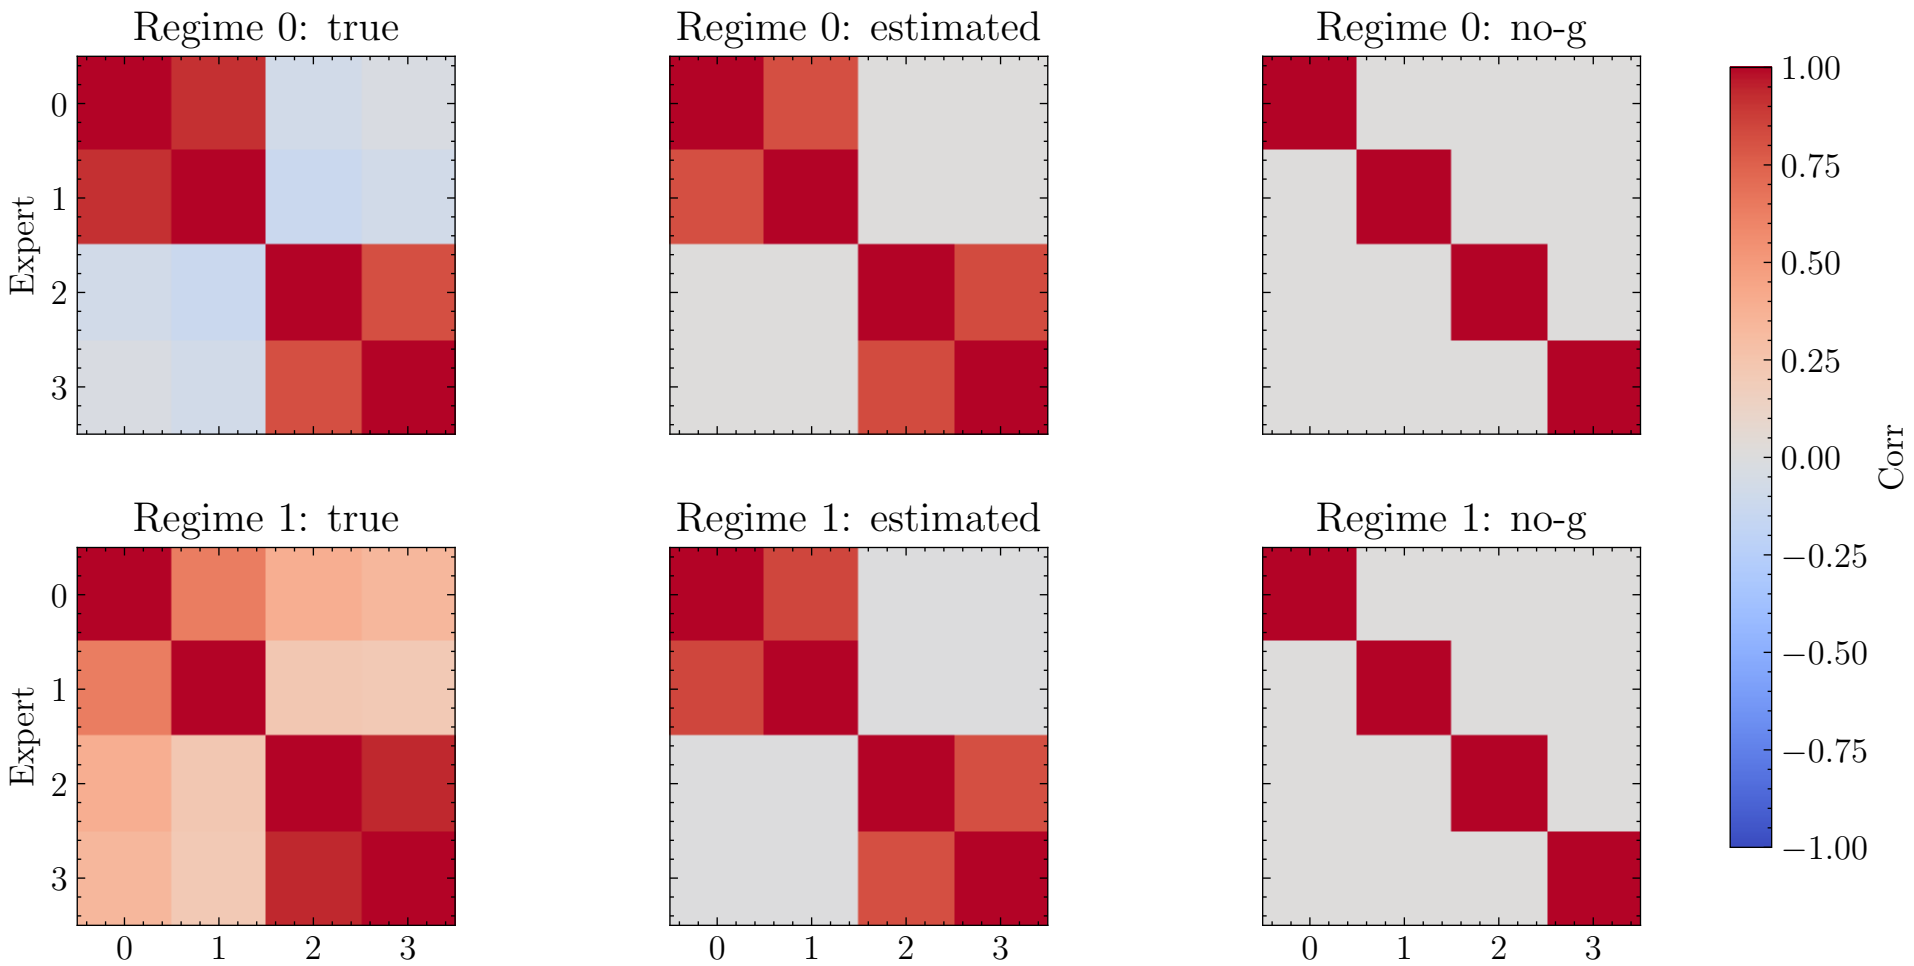 Regime 0: true
Regime 0: estimated
Regime 0: no-g
Expert
0
1
2
3
Regime 1: true
Regime 1: estimated
Regime 1: no-g
Expert
0
1
2
3
0 1 2 3
0 1 2 3
0 1 2 3
1.00
0.75
0.50
0.25
0.00
−0.25
−0.50
−0.75
−1.00
Corr